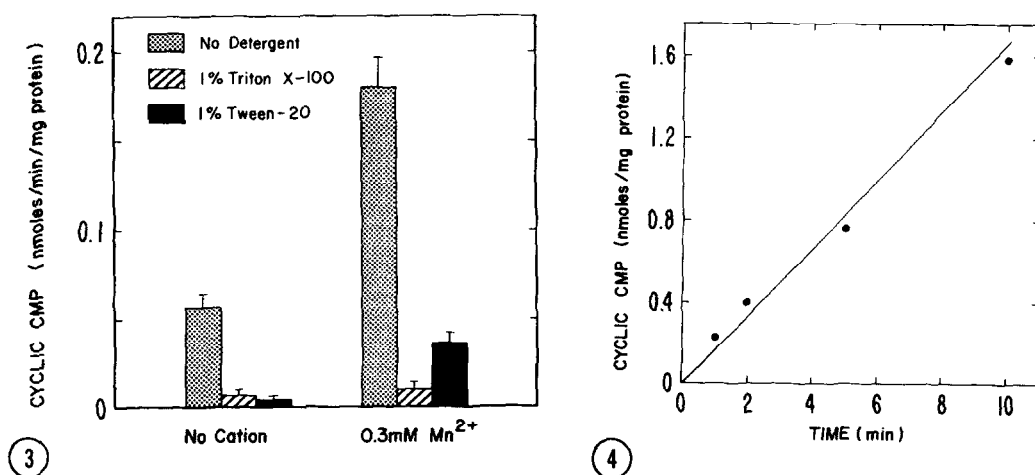 CYCLIC CMP (nmoles/min/mg protein)
0.2
0.1
0
No Detergent
1% Triton X-100
1% Tween-20
No Cation
0.3mM Mn²⁺
3
CYCLIC CMP (nmoles/mg protein)
1.6
1.2
0.8
0.4
0
0 2 4 6 8 10
TIME (min)
4